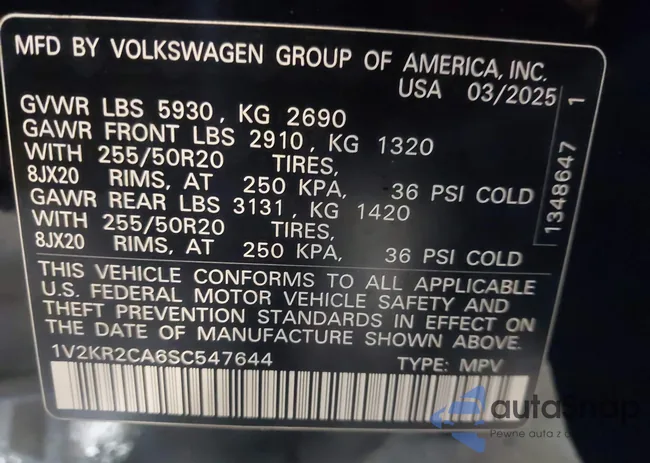 MFD BY VOLKSWAGEN GROUP OF AMERICA, INC.
USA 03/2025
GVWR LBS 5930 , KG 2690
GAWR FRONT LBS 2910 , KG 1320
WITH 255/50R20 TIRES,
8JX20 RIMS, AT 250 KPA, 36 PSI COLD
GAWR REAR LBS 3131 , KG 1420
WITH 255/50R20 TIRES,
8JX20 RIMS, AT 250 KPA, 36 PSI COLD
1348647 1
THIS VEHICLE CONFORMS TO ALL APPLICABLE
U.S. FEDERAL MOTOR VEHICLE SAFETY AND
THEFT PREVENTION STANDARDS IN EFFECT ON
THE DATE OF MANUFACTURE SHOWN ABOVE.
1V2KR2CA6SC547644 TYPE: MPV
autasnap
Pewne auta z